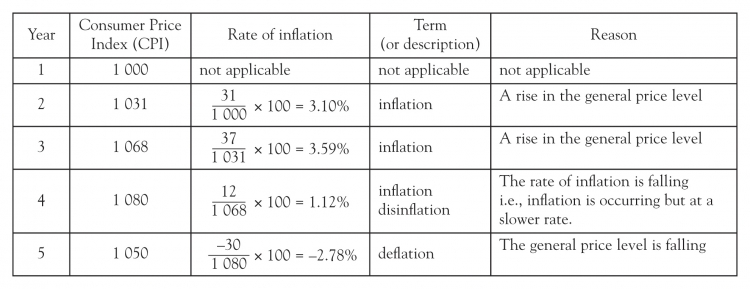 Year
Consumer Price
Index (CPI)
Rate of inflation
Term
(or description)
Reason
1
1 000
not applicable
not applicable
not applicable
2
1 031
31
1 000 × 100 = 3.10%
inflation
A rise in the general price level
3
1 068
37
1 031 × 100 = 3.59%
inflation
A rise in the general price level
4
1 080
12
1 068 × 100 = 1.12%
inflation
disinflation
The rate of inflation is falling
i.e., inflation is occurring but at a
slower rate.
5
1 050
–30
1 080 × 100 = –2.78%
deflation
The general price level is falling